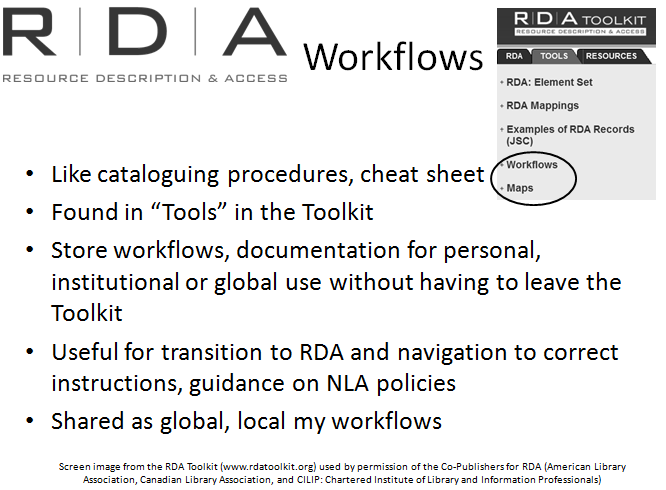 R | D | A
RESOURCE DESCRIPTION & ACCESS
Workflows
R | D | A TOOLKIT
RESOURCE DESCRIPTION & ACCESS
RDA TOOLS RESOURCES
+ RDA: Element Set
+ RDA Mappings
+ Examples of RDA Records
(JSC)
+ Workflows
+ Maps
• Like cataloguing procedures, cheat sheet
• Found in “Tools” in the Toolkit
• Store workflows, documentation for personal,
institutional or global use without having to leave the
Toolkit
• Useful for transition to RDA and navigation to correct
instructions, guidance on NLA policies
• Shared as global, local my workflows
Screen image from the RDA Toolkit (www.rdatoolkit.org) used by permission of the Co-Publishers for RDA (American Library
Association, Canadian Library Association, and CILIP: Chartered Institute of Library and Information Professionals)